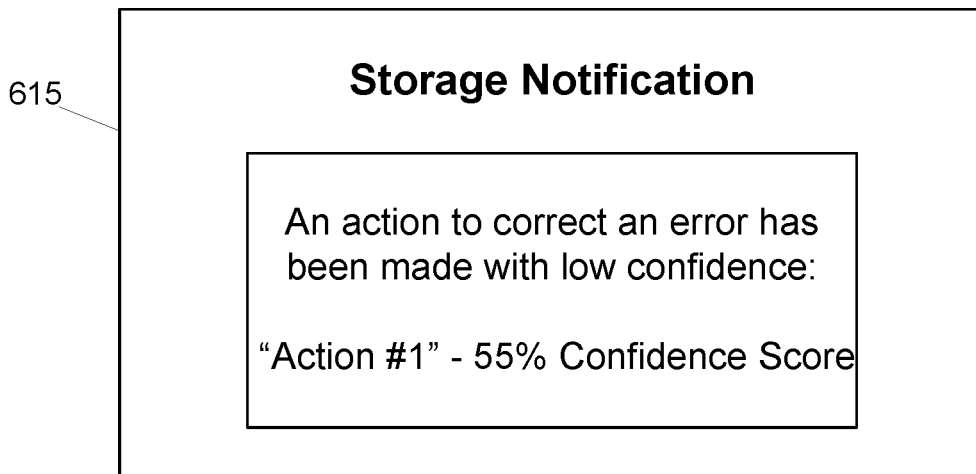 615
Storage Notification
An action to correct an error has
been made with low confidence:
“Action #1” - 55% Confidence Score